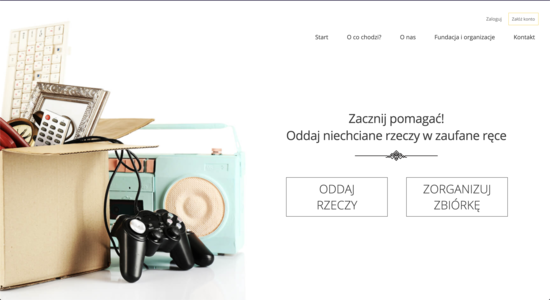 Zaloguj Załóż konto
Start O co chodzi? O nas Fundacja i organizacje Kontakt
Zacznij pomagać!
Oddaj niechciane rzeczy w zaufane ręce
ODDAJ
RZECZY
ZORGANIZUJ
ZBIÓRKĘ